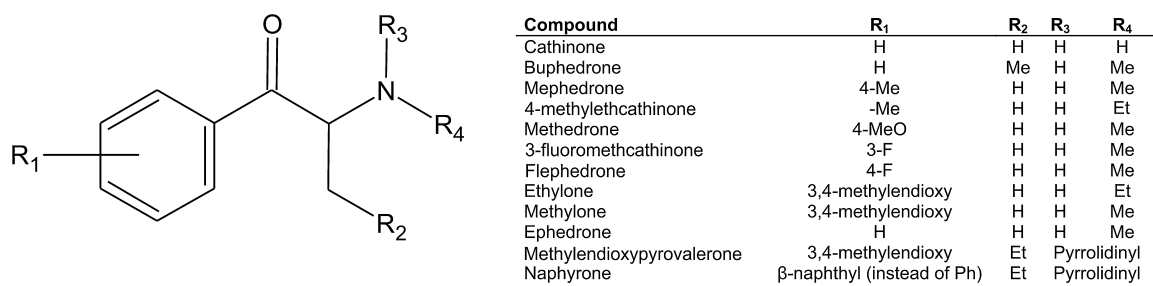 O
R3
N
R4
R1
R2
Compound R1 R2 R3 R4
Cathinone H H H H
Buphedrone H Me H Me
Mephedrone 4-Me H H Me
4-methylethcathinone -Me H H Et
Methedrone 4-MeO H H Me
3-fluoromethcathinone 3-F H H Me
Flephedrone 4-F H H Me
Ethylone 3,4-methylendioxy H H Et
Methylone 3,4-methylendioxy H H Me
Ephedrone H H H Me
Methylendioxypyrovalerone 3,4-methylendioxy Et Pyrrolidinyl
Naphyrone β-naphthyl (instead of Ph) Et Pyrrolidinyl